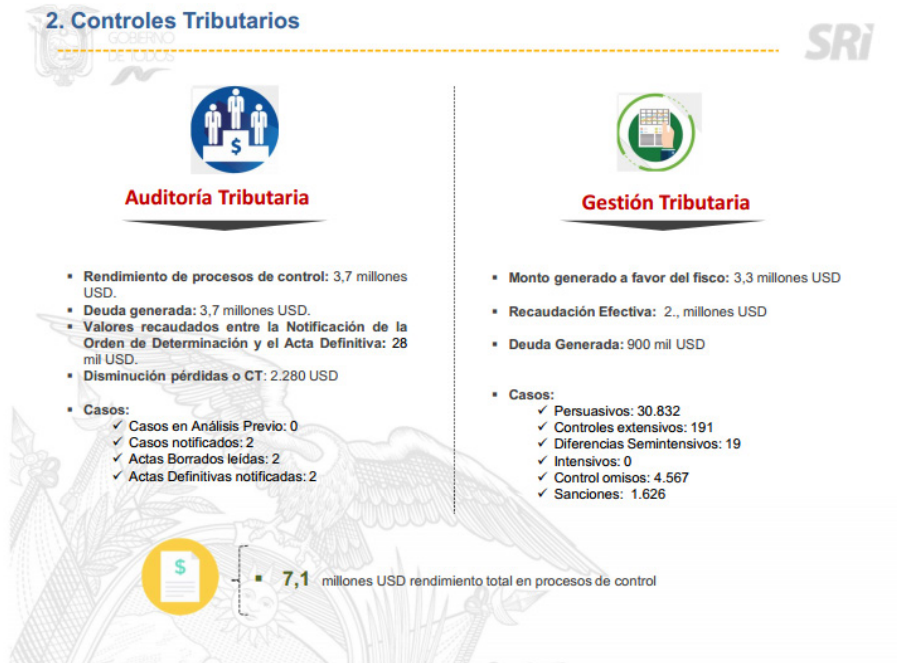 2. Controles Tributarios
GOBIERNO
DE TODOS
SRi
Auditoría Tributaria
▪ Rendimiento de procesos de control: 3,7 millones
USD.
▪ Deuda generada: 3,7 millones USD.
▪ Valores recaudados entre la Notificación de la
Orden de Determinación y el Acta Definitiva: 28
mil USD.
▪ Disminución pérdidas o CT: 2.280 USD
▪ Casos:
✓ Casos en Análisis Previo: 0
✓ Casos notificados: 2
✓ Actas Borrados leídas: 2
✓ Actas Definitivas notificadas: 2
Gestión Tributaria
▪ Monto generado a favor del fisco: 3,3 millones USD
▪ Recaudación Efectiva: 2., millones USD
▪ Deuda Generada: 900 mil USD
▪ Casos:
✓ Persuasivos: 30.832
✓ Controles extensivos: 191
✓ Diferencias Semintensivos: 19
✓ Intensivos: 0
✓ Control omisos: 4.567
✓ Sanciones: 1.626
$
$
▪ 7,1 millones USD rendimiento total en procesos de control